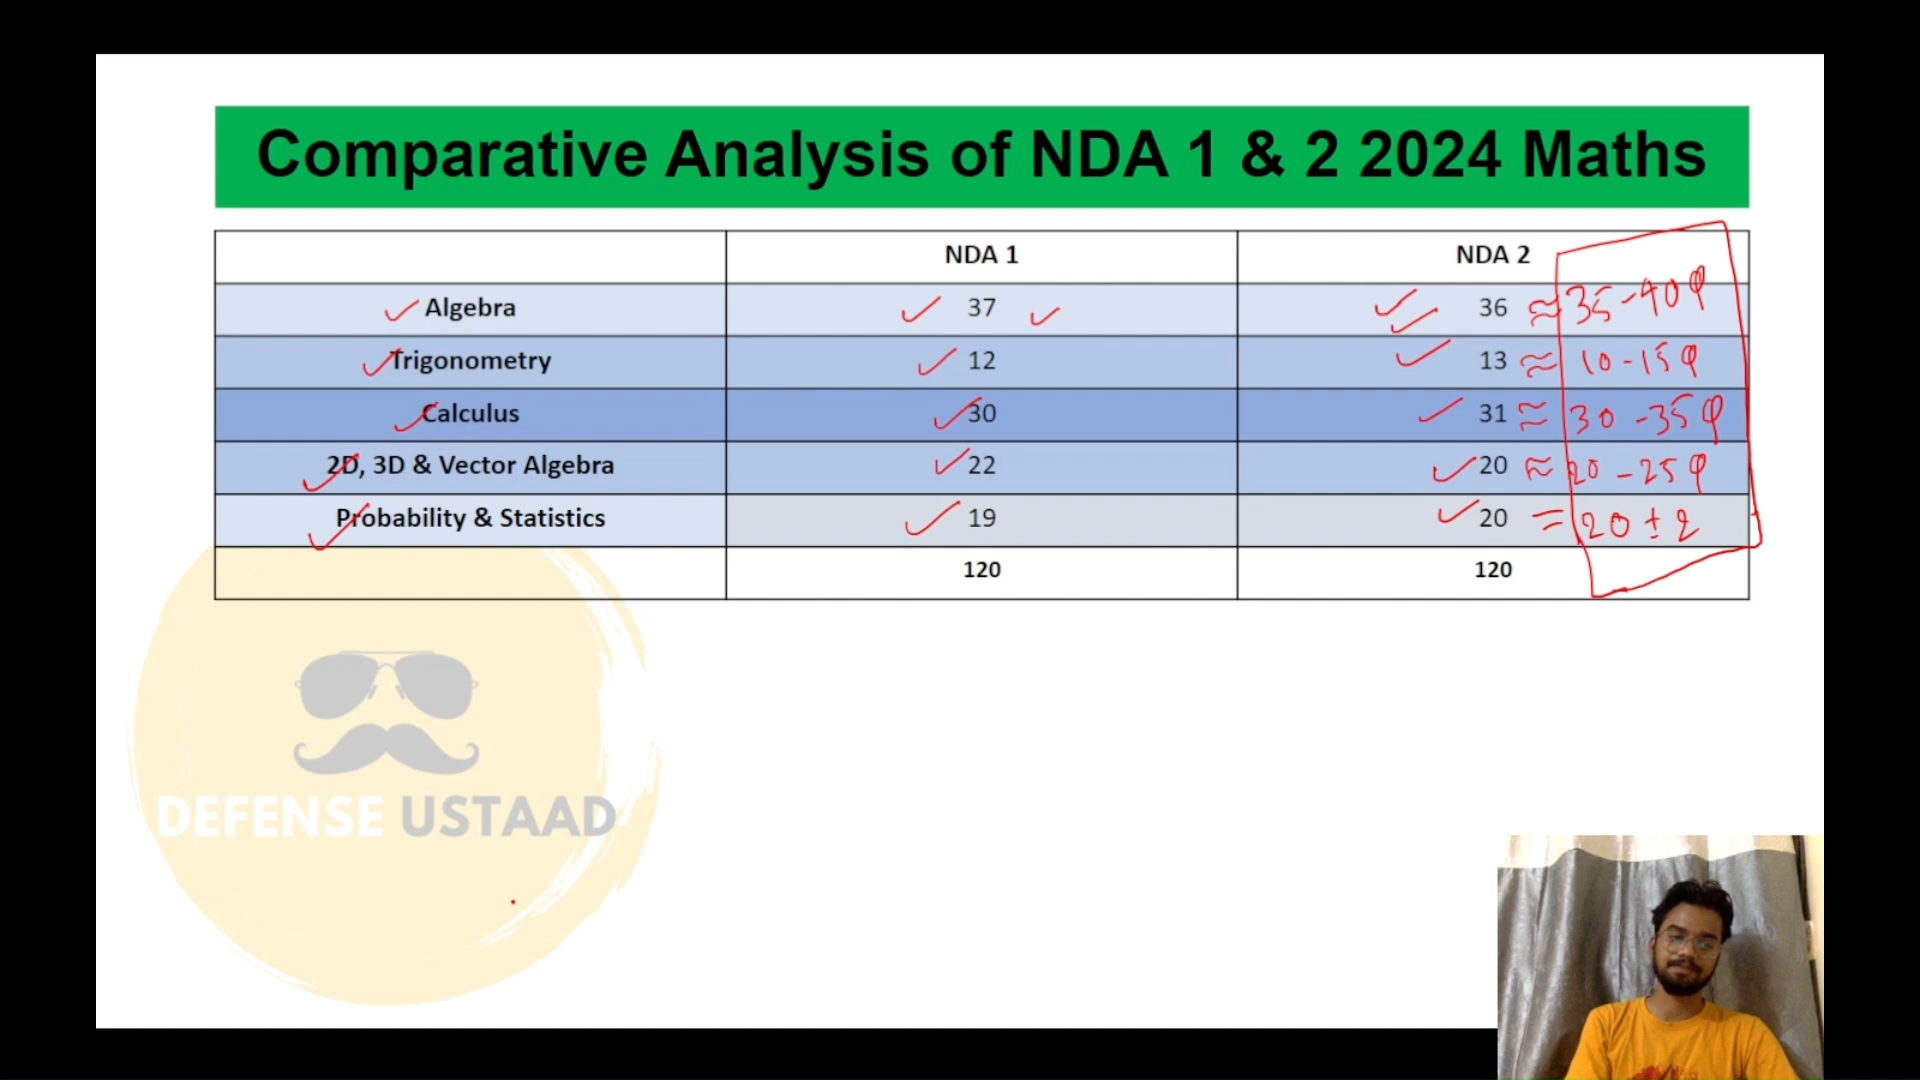 Comparative Analysis of NDA 1 & 2 2024 Maths
NDA 1 NDA 2
Algebra 37 36 ≈ 35-40 Q
Trigonometry 12 13 ≈ 10-15 Q
Calculus 30 31 ≈ 30-35 Q
2D, 3D & Vector Algebra 22 20 ≈ 20-25 Q
Probability & Statistics 19 20 = 20 ± 2
120 120
DEFENSE USTAAD